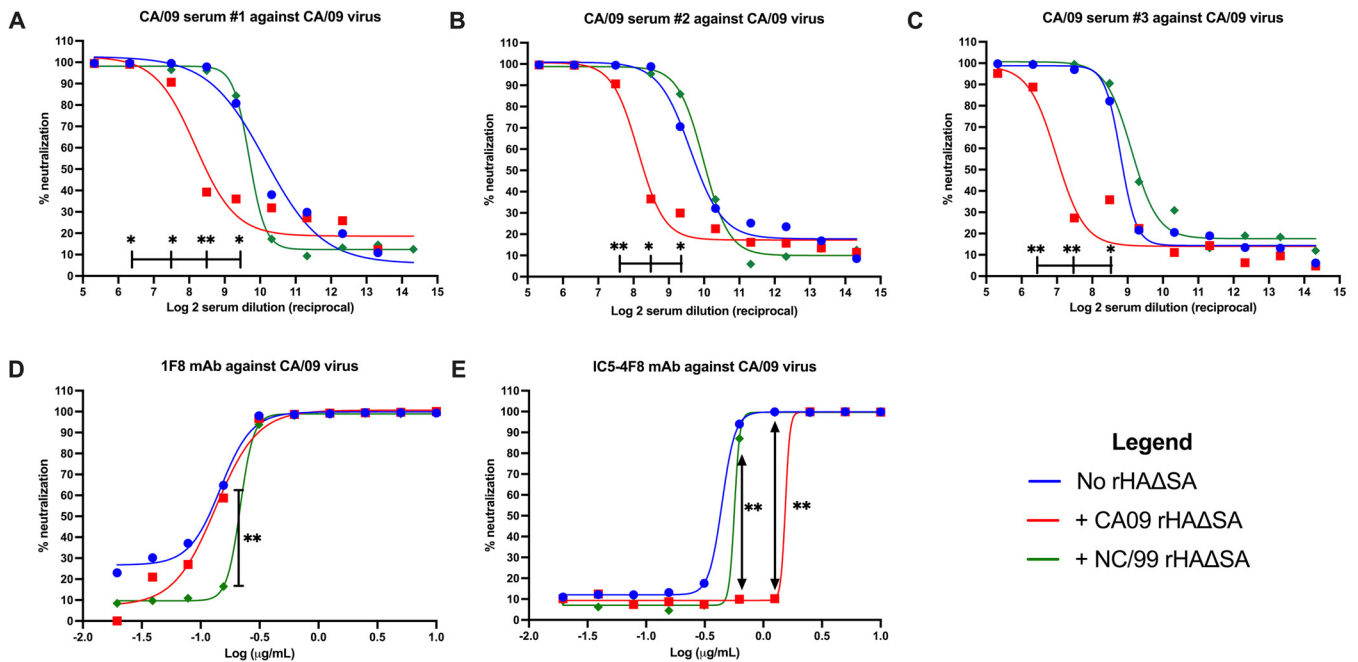 A
CA/09 serum #1 against CA/09 virus
% neutralization
110
100
90
80
70
60
50
40
30
20
10
0
* * ** *
5 6 7 8 9 10 11 12 13 14 15
Log 2 serum dilution (reciprocal)
B
CA/09 serum #2 against CA/09 virus
% neutralization
110
100
90
80
70
60
50
40
30
20
10
0
** * *
5 6 7 8 9 10 11 12 13 14 15
Log 2 serum dilution (reciprocal)
C
CA/09 serum #3 against CA/09 virus
% neutralization
110
100
90
80
70
60
50
40
30
20
10
0
** ** *
5 6 7 8 9 10 11 12 13 14 15
Log 2 serum dilution (reciprocal)
D
1F8 mAb against CA/09 virus
% neutralization
110
100
90
80
70
60
50
40
30
20
10
0
**
-2.0 -1.5 -1.0 -0.5 0.0 0.5 1.0
Log (μg/mL)
E
IC5-4F8 mAb against CA/09 virus
% neutralization
110
100
90
80
70
60
50
40
30
20
10
0
** **
-2.0 -1.5 -1.0 -0.5 0.0 0.5 1.0
Log (μg/mL)
Legend
No rHAΔSA
+ CA09 rHAΔSA
+ NC/99 rHAΔSA